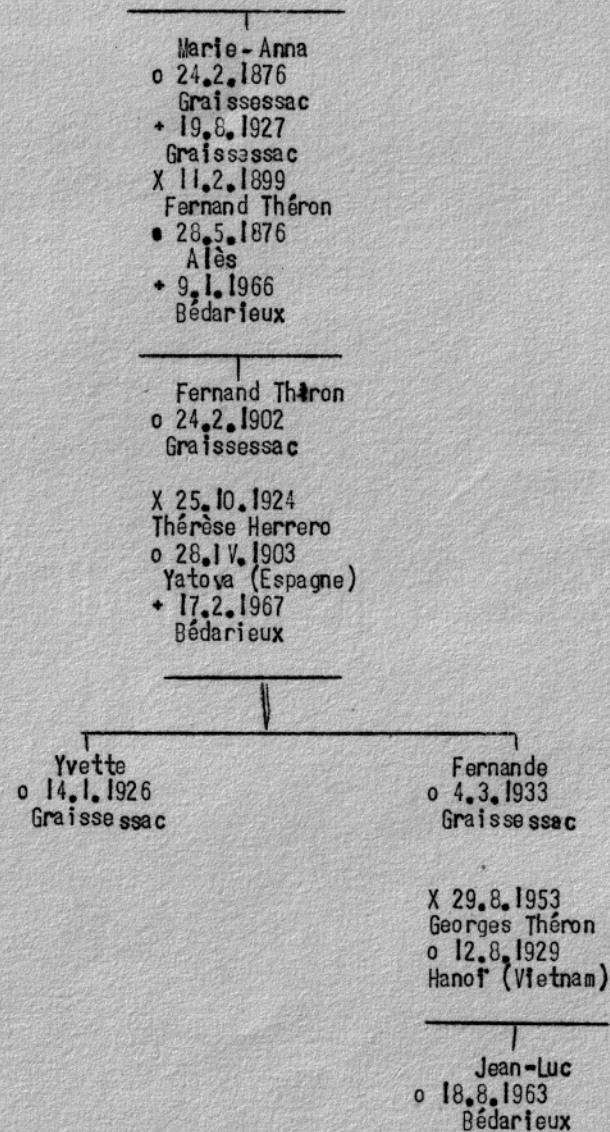 Marie-Anna
o 24.2.1876
Graissessac
+ 19.8.1927
Graissessac
X 11.2.1899
Fernand Théron
o 28.5.1876
Alès
+ 9.1.1966
Bédarieux
Fernand Théron
o 24.2.1902
Graissessac
X 25.10.1924
Thérèse Herrero
o 28.IV.1903
Yatova (Espagne)
+ 17.2.1967
Bédarieux
Yvette
o 14.1.1926
Graissessac
Fernande
o 4.3.1933
Graissessac
X 29.8.1953
Georges Théron
o 12.8.1929
Hanoï (Vietnam)
Jean-Luc
o 18.8.1963
Bédarieux